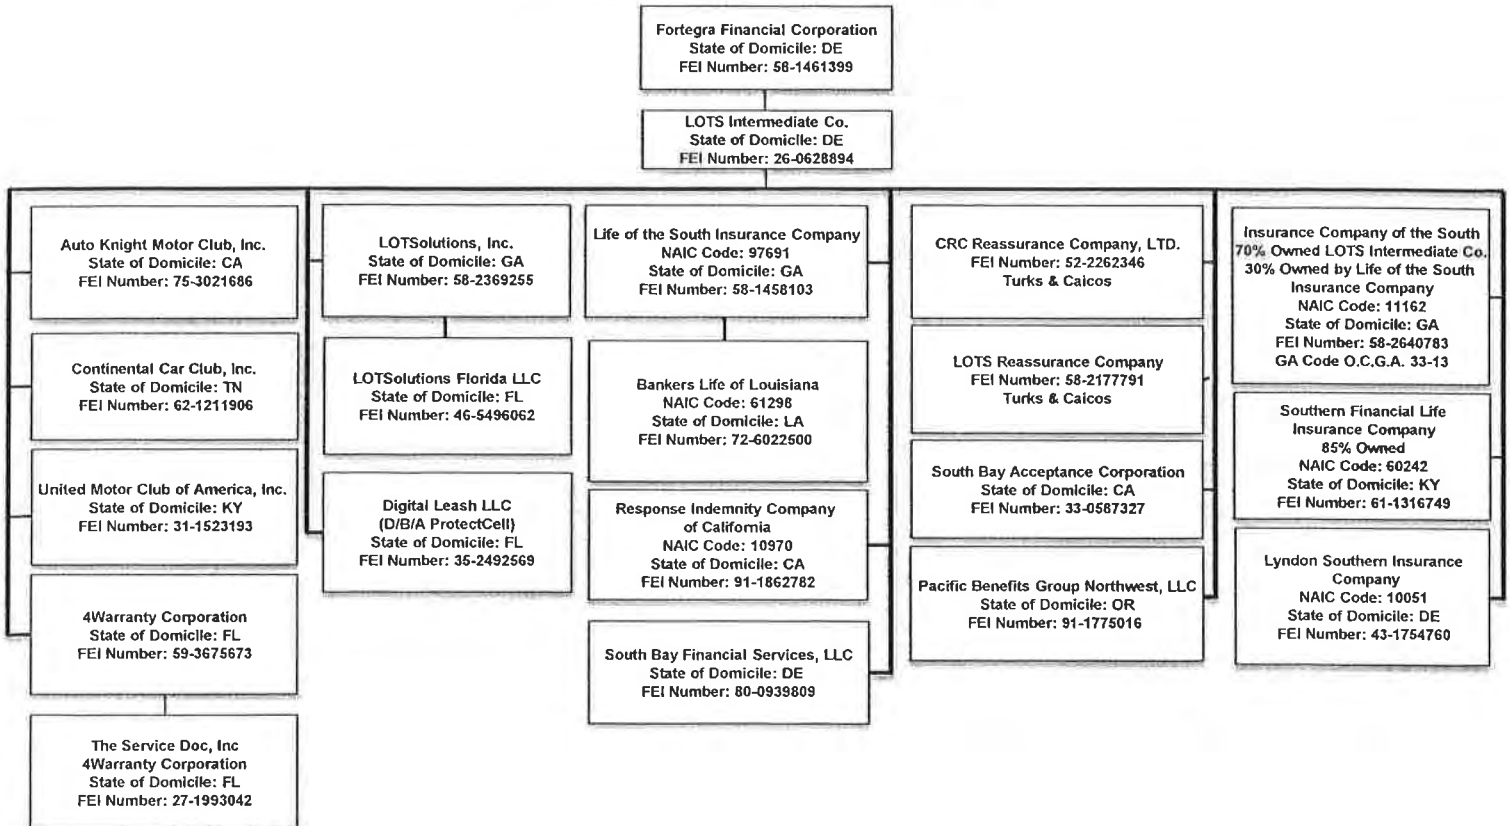 Fortegra Financial Corporation
State of Domicile: DE
FEI Number: 58-1461399
LOTS Intermediate Co.
State of Domicile: DE
FEI Number: 26-0628894
Auto Knight Motor Club, Inc.
State of Domicile: CA
FEI Number: 75-3021686
Continental Car Club, Inc.
State of Domicile: TN
FEI Number: 62-1211906
United Motor Club of America, Inc.
State of Domicile: KY
FEI Number: 31-1523193
4Warranty Corporation
State of Domicile: FL
FEI Number: 59-3675673
The Service Doc, Inc
4Warranty Corporation
State of Domicile: FL
FEI Number: 27-1993042
LOTSolutions, Inc.
State of Domicile: GA
FEI Number: 58-2369255
LOTSolutions Florida LLC
State of Domicile: FL
FEI Number: 46-5496062
Digital Leash LLC
(D/B/A ProtectCell)
State of Domicile: FL
FEI Number: 35-2492569
Life of the South Insurance Company
NAIC Code: 97691
State of Domicile: GA
FEI Number: 58-1458103
Bankers Life of Louisiana
NAIC Code: 61298
State of Domicile: LA
FEI Number: 72-6022500
Response Indemnity Company
of California
NAIC Code: 10970
State of Domicile: CA
FEI Number: 91-1862782
South Bay Financial Services, LLC
State of Domicile: DE
FEI Number: 80-0939809
CRC Reassurance Company, LTD.
FEI Number: 52-2262346
Turks & Caicos
LOTS Reassurance Company
FEI Number: 58-2177791
Turks & Caicos
South Bay Acceptance Corporation
State of Domicile: CA
FEI Number: 33-0587327
Pacific Benefits Group Northwest, LLC
State of Domicile: OR
FEI Number: 91-1775016
Insurance Company of the South
70% Owned LOTS Intermediate Co.
30% Owned by Life of the South
Insurance Company
NAIC Code: 11162
State of Domicile: GA
FEI Number: 58-2640783
GA Code O.C.G.A. 33-13
Southern Financial Life
Insurance Company
85% Owned
NAIC Code: 60242
State of Domicile: KY
FEI Number: 61-1316749
Lyndon Southern Insurance
Company
NAIC Code: 10051
State of Domicile: DE
FEI Number: 43-1754760